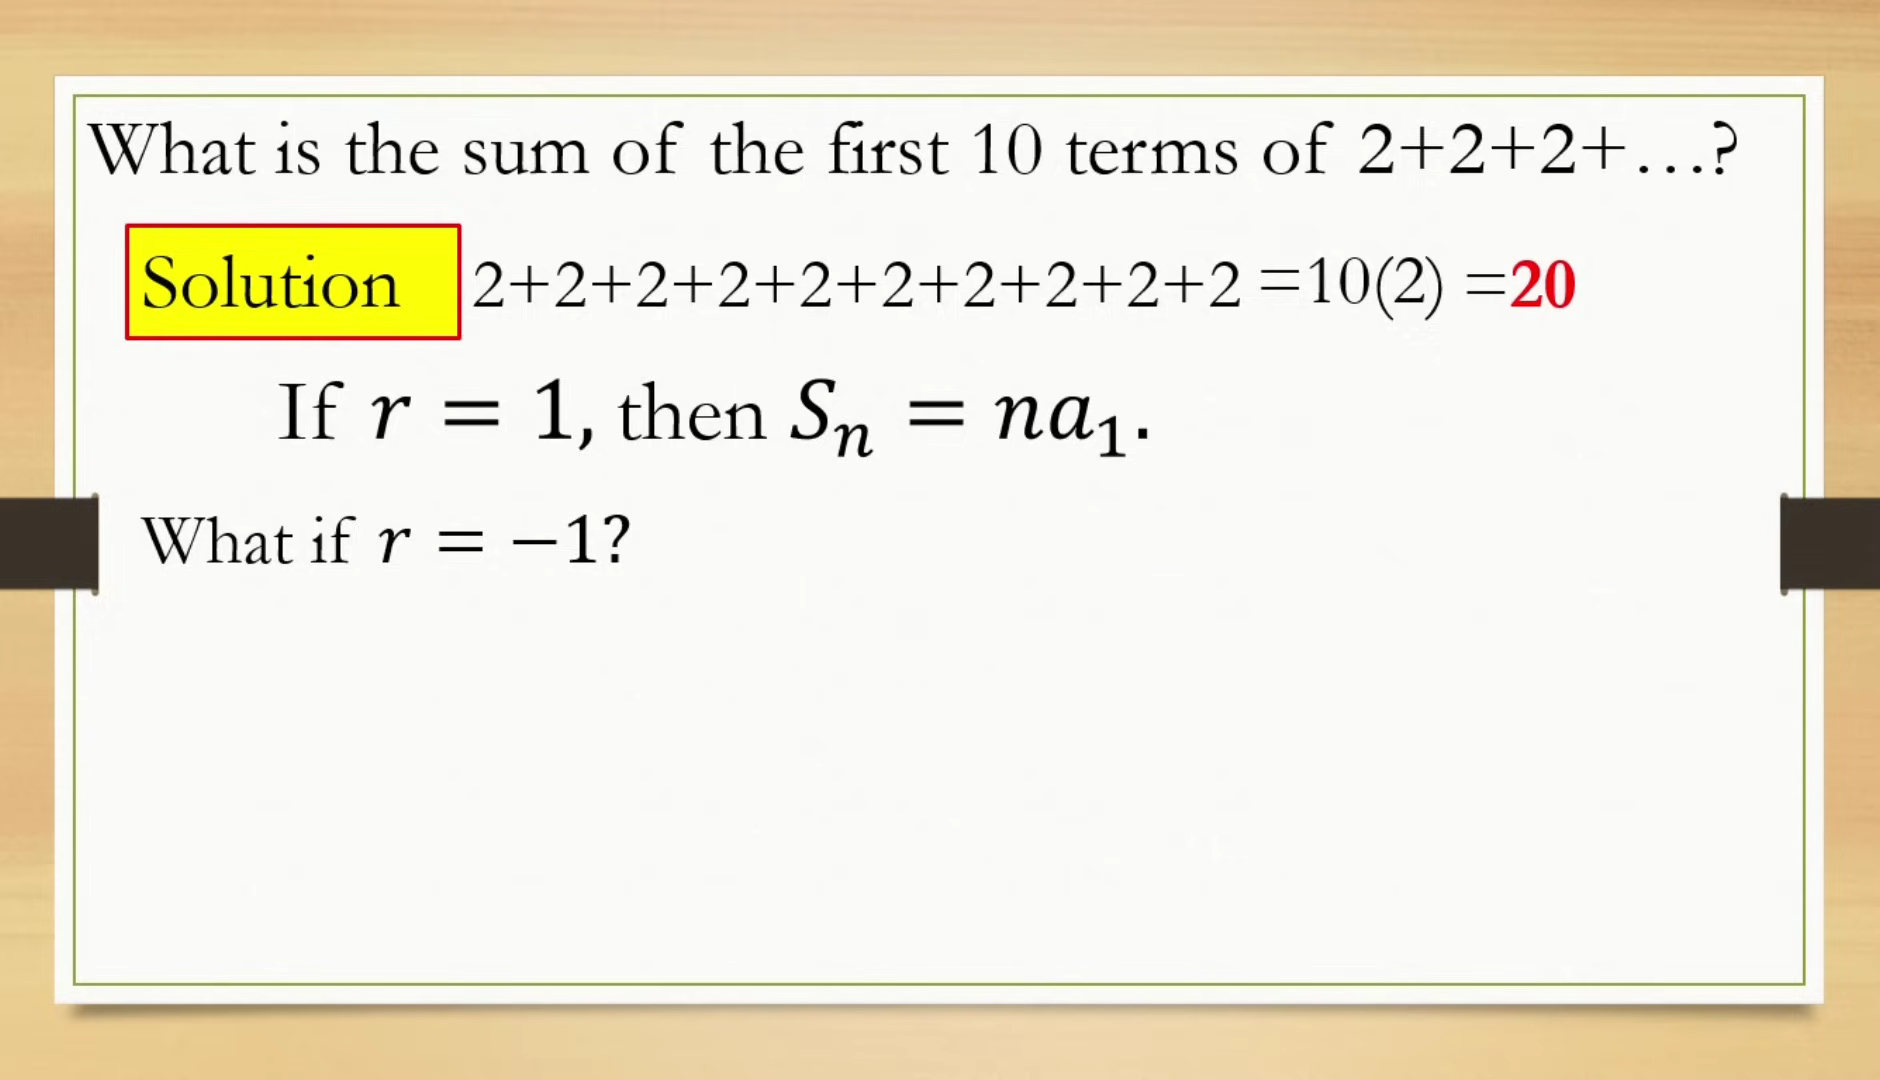 What is the sum of the first 10 terms of 2+2+2+…?
Solution 2+2+2+2+2+2+2+2+2+2 =10(2) =20
If r = 1, then Sₙ = na₁.
What if r = −1?